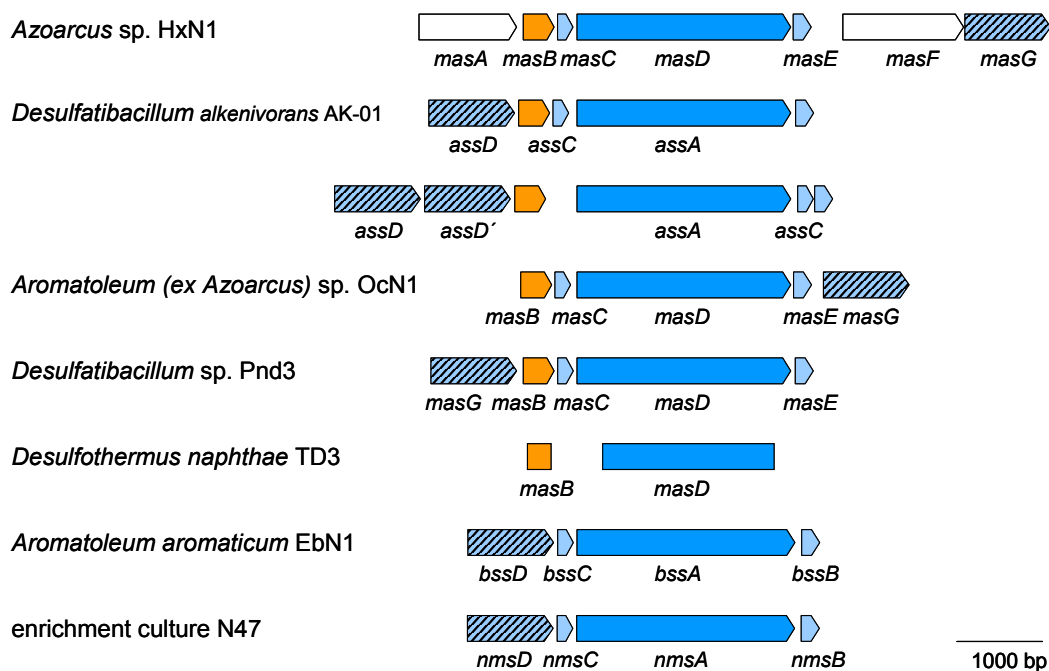 Azoarcus sp. HxN1
masA masB masC masD masE masF masG
Desulfatibacillum alkenivorans AK-01
assD assC assA
assD assD´ assA assC
Aromatoleum (ex Azoarcus) sp. OcN1
masB masC masD masE masG
Desulfatibacillum sp. Pnd3
masG masB masC masD masE
Desulfothermus naphthae TD3
masB masD
Aromatoleum aromaticum EbN1
bssD bssC bssA bssB
enrichment culture N47
nmsD nmsC nmsA nmsB
1000 bp